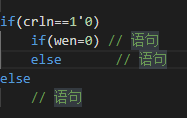 if(crln==1'0)
    if(wen=0) // 语句
    else      // 语句
else
    // 语句